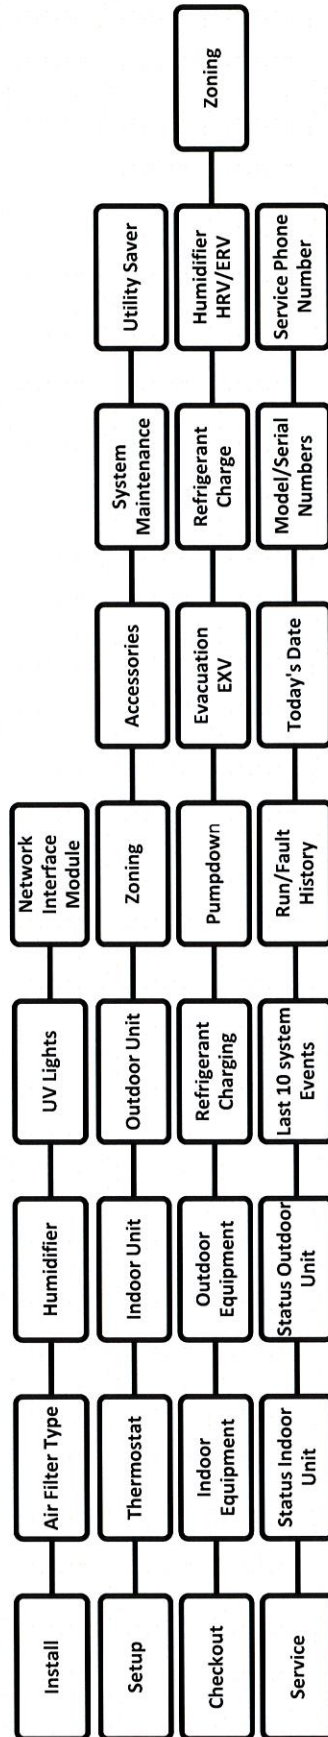 Install
Air Filter Type
Humidifier
UV Lights
Network
Interface
Module
Setup
Thermostat
Indoor Unit
Outdoor Unit
Zoning
Accessories
System
Maintenance
Utility Saver
Checkout
Indoor
Equipment
Outdoor
Equipment
Refrigerant
Charging
Pumpdown
Evacuation
EXV
Refrigerant
Charge
Humidifier
HRV/ERV
Zoning
Service
Status Indoor
Unit
Status Outdoor
Unit
Last 10 system
Events
Run/Fault
History
Today's Date
Model/Serial
Numbers
Service Phone
Number